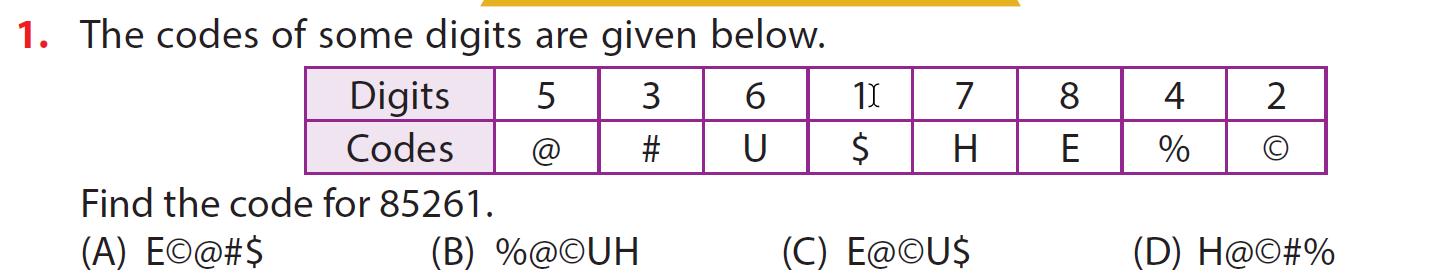 1. The codes of some digits are given below.
Digits 5 3 6 1 7 8 4 2
Codes @ # U $ H E % ©
Find the code for 85261.
(A) E©@#$ (B) %@©UH (C) E@©U$ (D) H@©#%